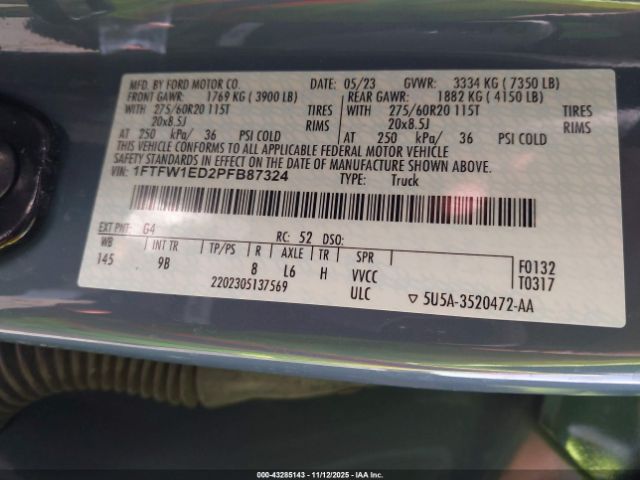 MFD. BY FORD MOTOR CO. DATE: 05/23 GVWR: 3334 KG ( 7350 LB)
FRONT GAWR: 1769 KG ( 3900 LB) REAR GAWR: 1882 KG ( 4150 LB)
WITH 275/60R20 115T TIRES WITH 275/60R20 115T TIRES
20x8.5J RIMS 20x8.5J RIMS
AT 250 kPa/ 36 PSI COLD AT 250 kPa/ 36 PSI COLD
THIS VEHICLE CONFORMS TO ALL APPLICABLE FEDERAL MOTOR VEHICLE
SAFETY STANDARDS IN EFFECT ON THE DATE OF MANUFACTURE SHOWN ABOVE.
VIN: 1FTFW1ED2PFB87324 TYPE: Truck
EXT PNT: G4 RC: 52 DSO:
WB INT TR TP/PS R AXLE TR SPR
145 9B 8 L6 H VVCC
F0132
T0317
2202305137569 ULC ▽ 5U5A-3520472-AA
000-43285143 - 11/12/2025 - IAA Inc.